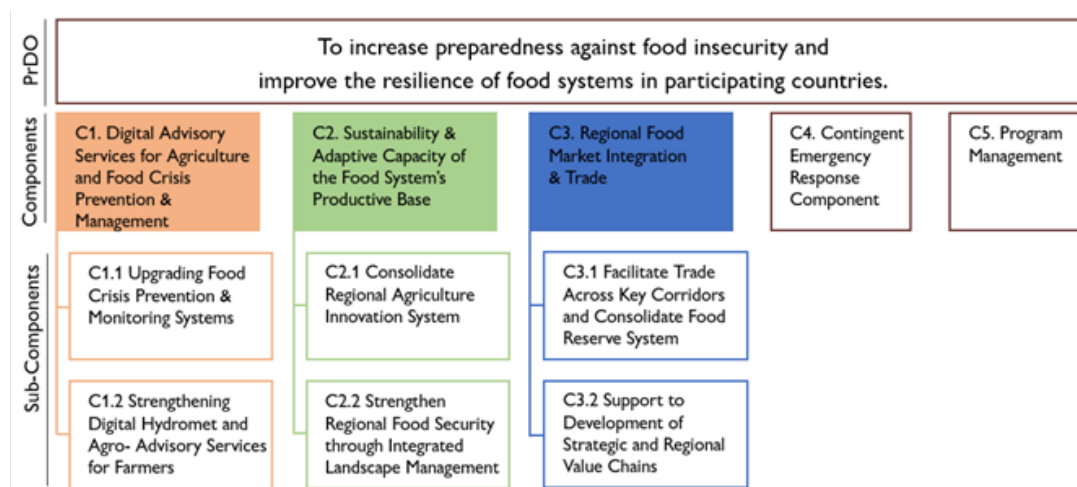 PrDO
To increase preparedness against food insecurity and
improve the resilience of food systems in participating countries.
Components
C1. Digital Advisory
Services for Agriculture
and Food Crisis
Prevention &
Management
C2. Sustainability &
Adaptive Capacity of
the Food System's
Productive Base
C3. Regional Food
Market Integration
& Trade
C4. Contingent
Emergency
Response
Component
C5. Program
Management
Sub-Components
C1.1 Upgrading Food
Crisis Prevention &
Monitoring Systems
C2.1 Consolidate
Regional Agriculture
Innovation System
C3.1 Facilitate Trade
Across Key Corridors
and Consolidate Food
Reserve System
C1.2 Strengthening
Digital Hydromet and
Agro- Advisory Services
for Farmers
C2.2 Strengthen
Regional Food Security
through Integrated
Landscape Management
C3.2 Support to
Development of
Strategic and Regional
Value Chains